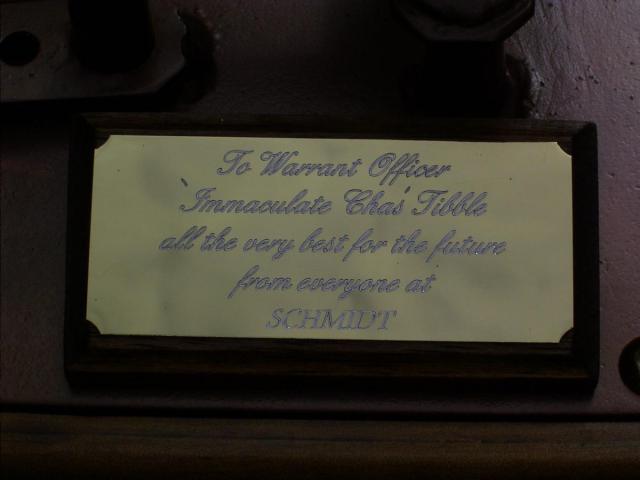 To Warrant Officer
'Immaculate Chas' Tibble
all the very best for the future
from everyone at
SCHMIDT